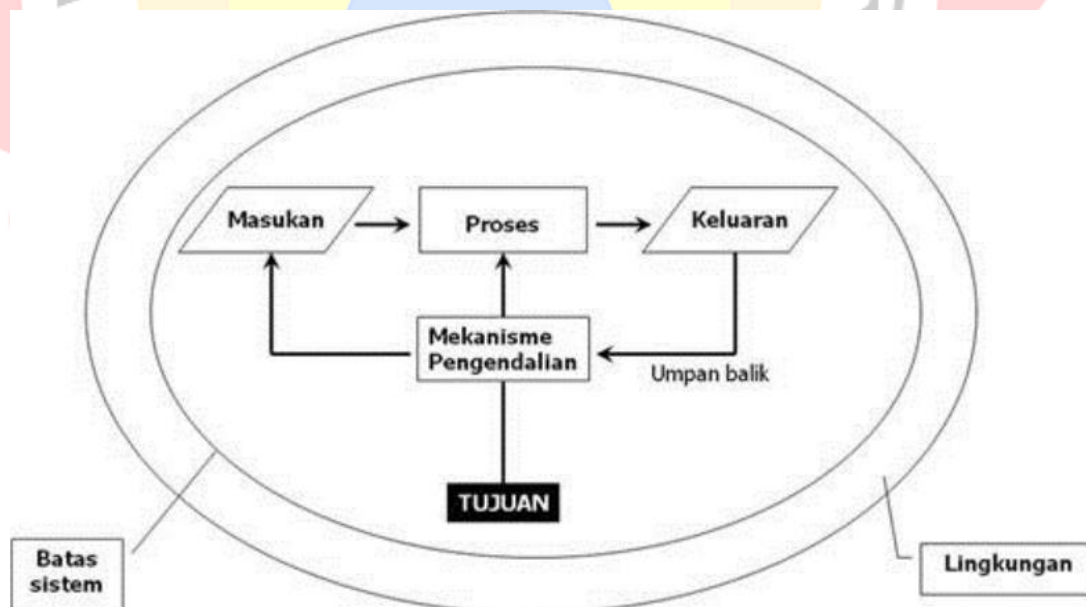 Masukan
Proses
Keluaran
Mekanisme
Pengendalian
Umpan balik
TUJUAN
Batas
sistem
Lingkungan